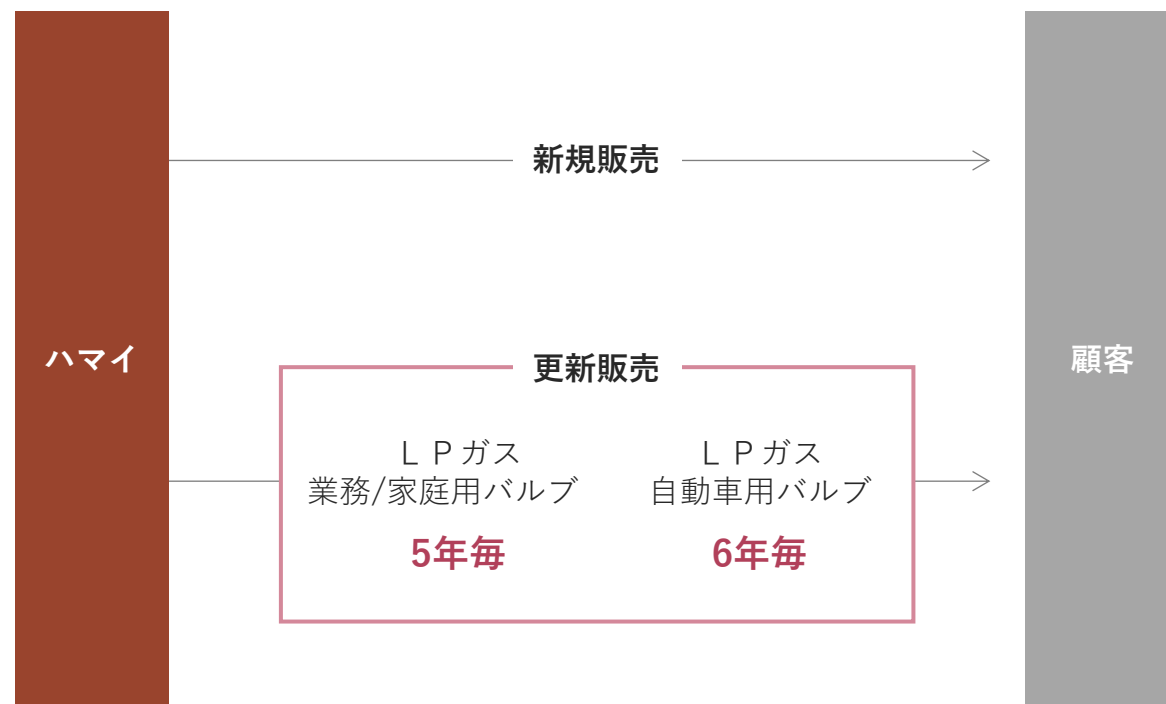 新規販売
ハマイ
顧客
更新販売
ＬＰガス
業務/家庭用バルブ
5年毎
ＬＰガス
自動車用バルブ
6年毎